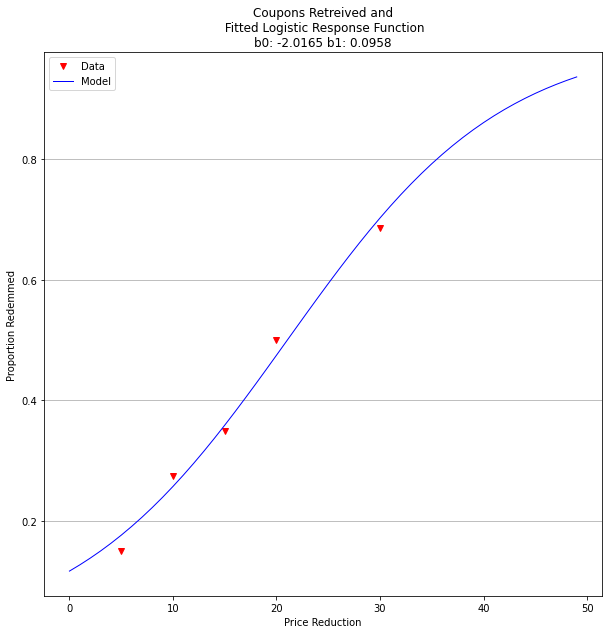 Coupons Retreived and
Fitted Logistic Response Function
b0: -2.0165 b1: 0.0958
Data
Model
Proportion Redemmed
0.8
0.6
0.4
0.2
0
10
20
30
40
50
Price Reduction